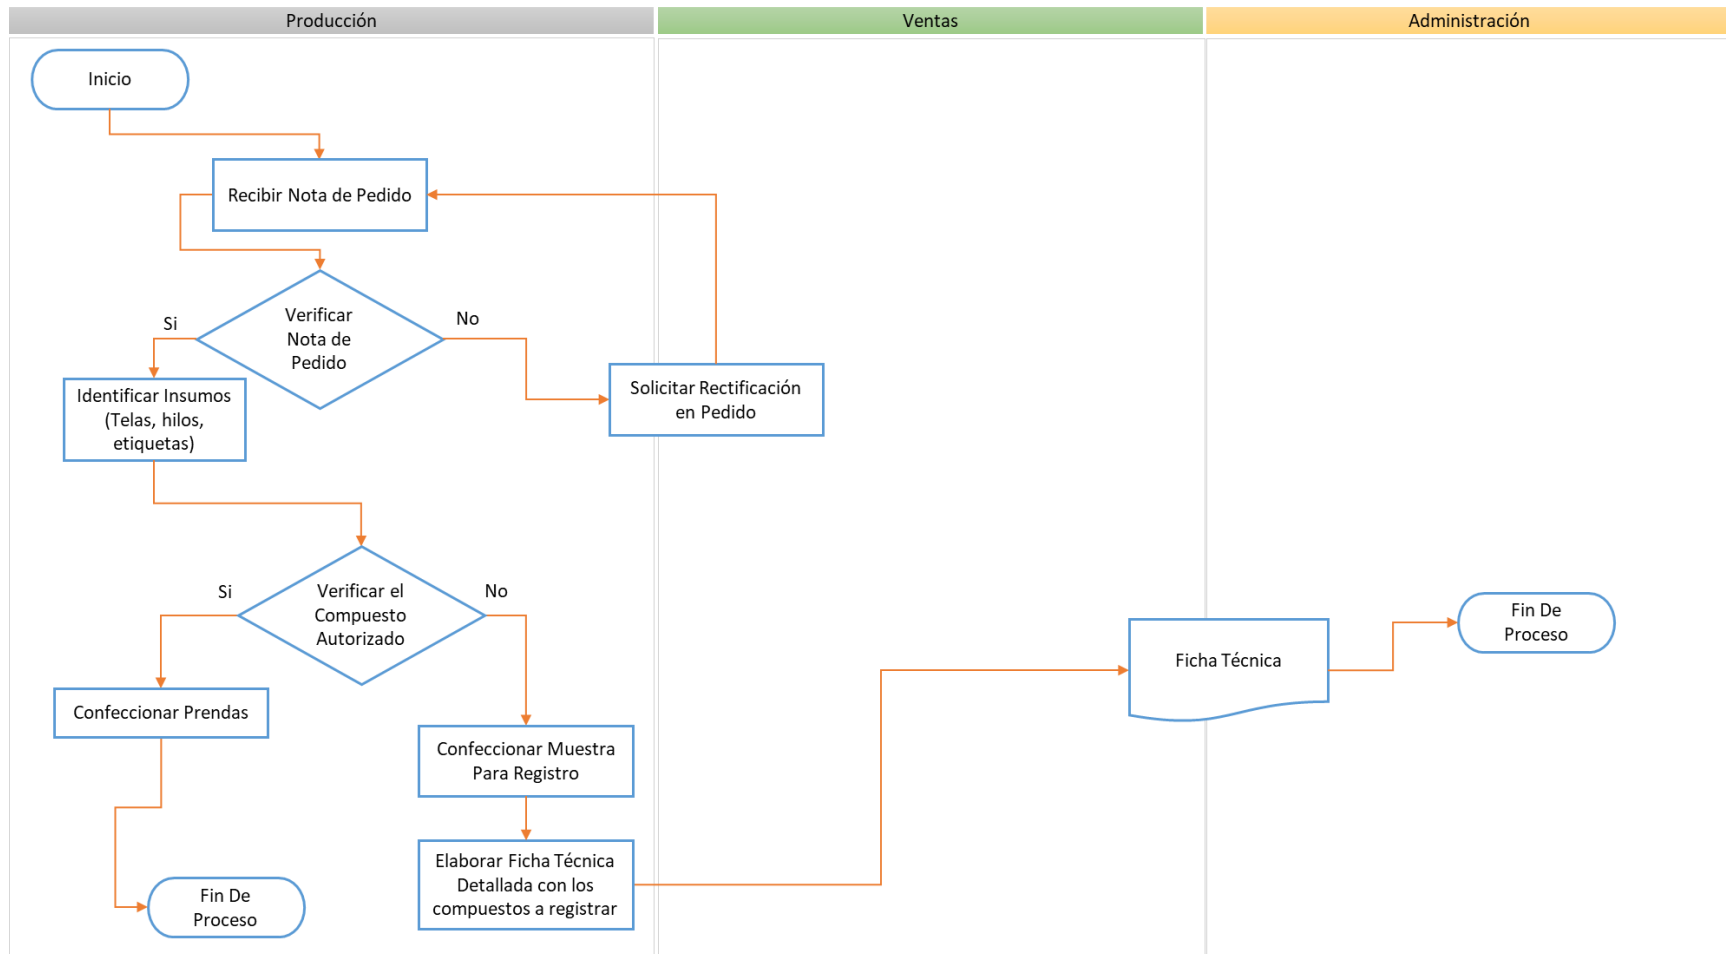 Producción
Ventas
Administración
Inicio
Recibir Nota de Pedido
Verificar
Nota de
Pedido
Si
No
Identificar Insumos
(Telas, hilos,
etiquetas)
Solicitar Rectificación
en Pedido
Verificar el
Compuesto
Autorizado
Si
No
Confeccionar Prendas
Confeccionar Muestra
Para Registro
Elaborar Ficha Técnica
Detallada con los
compuestos a registrar
Fin De
Proceso
Ficha Técnica
Fin De
Proceso